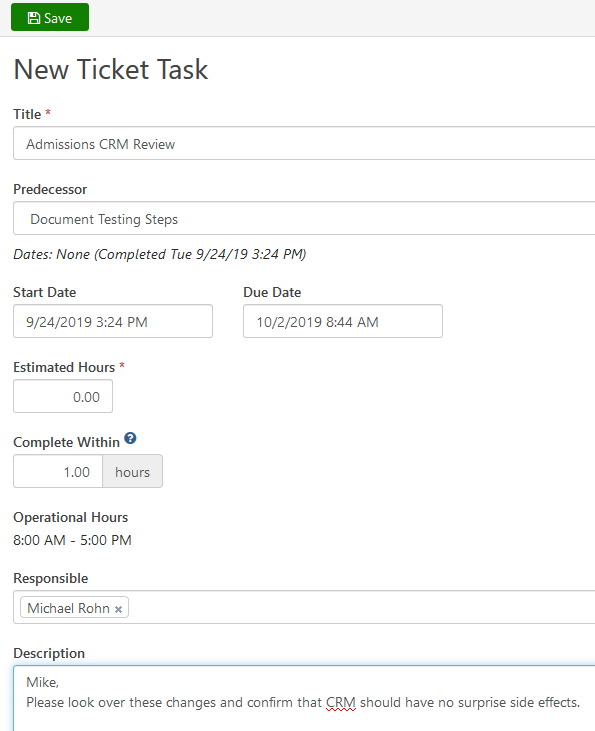 Save
New Ticket Task
Title *
Admissions CRM Review
Predecessor
Document Testing Steps
Dates: None (Completed Tue 9/24/19 3:24 PM)
Start Date Due Date
9/24/2019 3:24 PM 10/2/2019 8:44 AM
Estimated Hours *
0.00
Complete Within ?
1.00 hours
Operational Hours
8:00 AM - 5:00 PM
Responsible
Michael Rohn ×
Description
Mike,
Please look over these changes and confirm that CRM should have no surprise side effects.